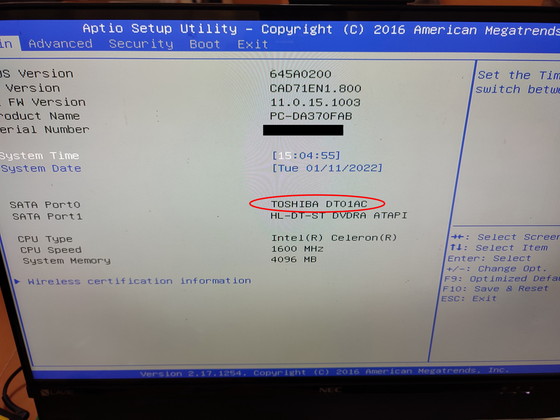 Aptio Setup Utility – Copyright (C) 2016 American Megatrends
in Advanced Security Boot Exit
OS Version 645A0200
Version CAD71EN1.800
FW Version 11.0.15.1003
roduct Name PC-DA370FAB
erial Number
System Time [15:04:55]
System Date [Tue 01/11/2022]
SATA Port0 TOSHIBA DT01AC
SATA Port1 HL-DT-ST DVDRA ATAPI
CPU Type Intel(R) Celeron(R)
CPU Speed 1600 MHz
System Memory 4096 MB
Wireless certification information
Set the Tim
switch betwe
: Select Screen
: Select Item
Enter: Select
+/-: Change Opt.
F9: Optimized Defa
F10: Save & Reset
ESC: Exit
Version 2.17.1254. Copyright (C) 2016 American Megatrends, Inc.
NEC